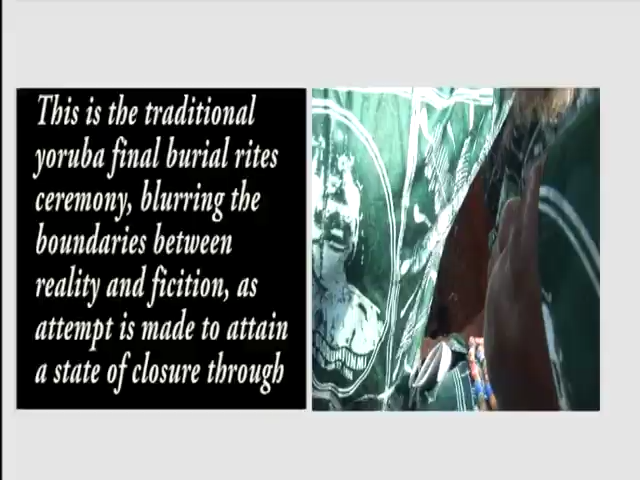 This is the traditional
yoruba final burial rites
ceremony, blurring the
boundaries between
reality and ficition, as
attempt is made to attain
a state of closure through